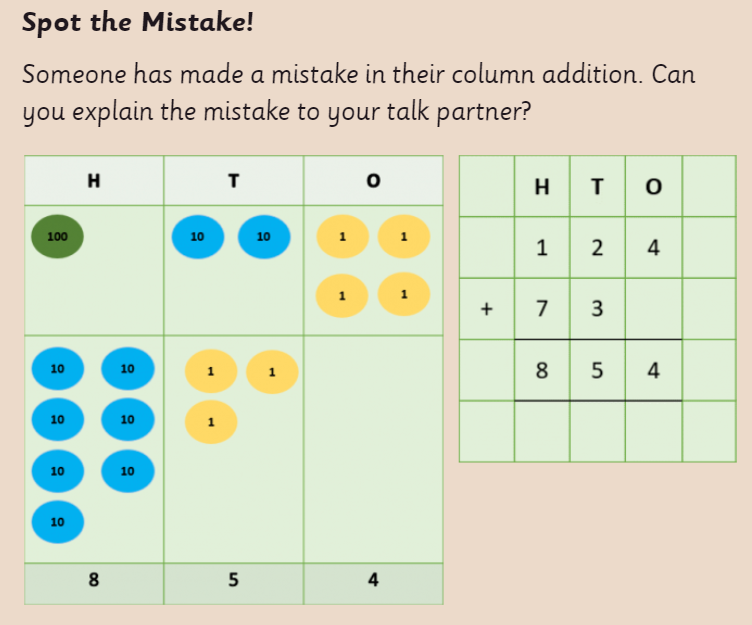 Spot the Mistake!
Someone has made a mistake in their column addition. Can
you explain the mistake to your talk partner?
H T O
100 10 10 1 1
1 1
10 10 1 1
10 10 1
10 10
10
8 5 4
H T O
1 2 4
+ 7 3
8 5 4